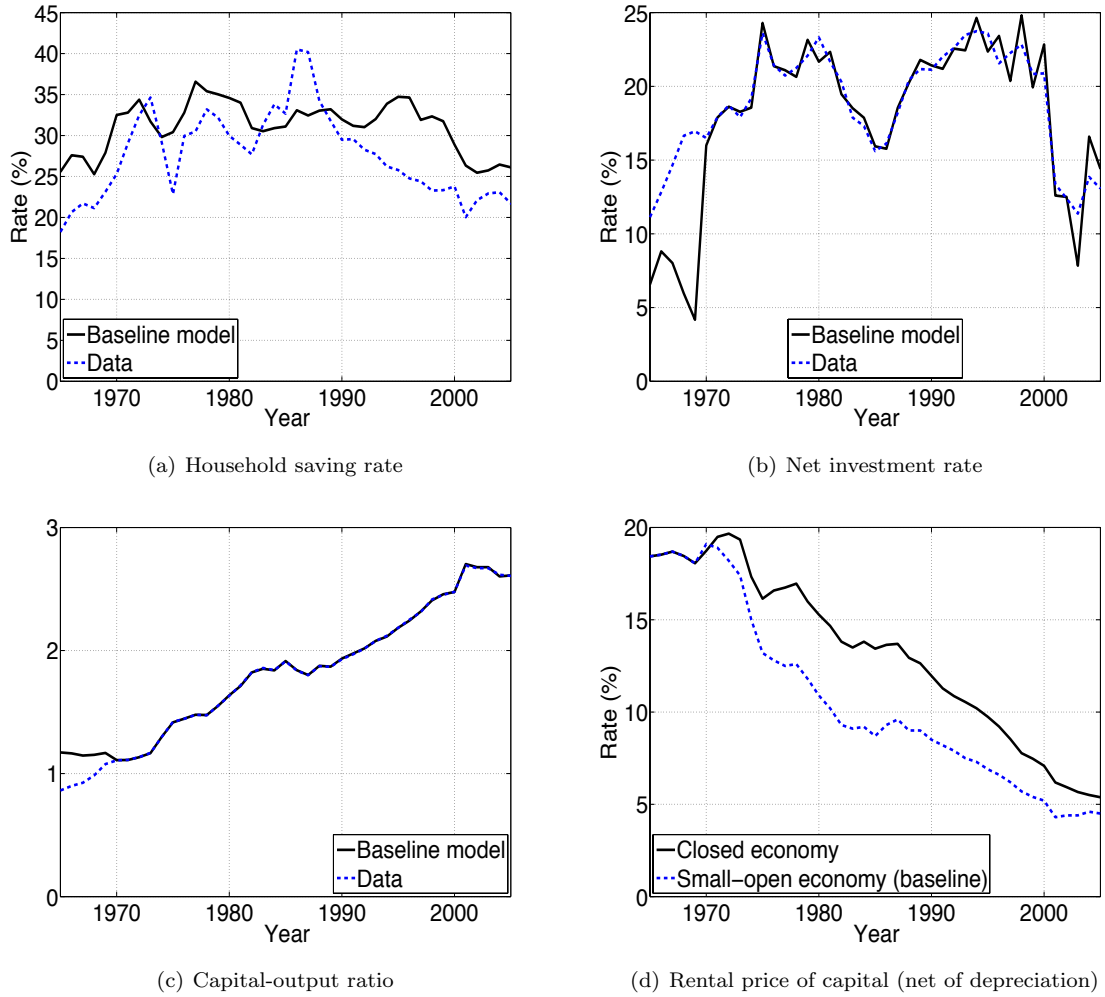 45
40
35
30
25
20
15
10
5
0
Rate (%)
Baseline model
Data
1970 1980 1990 2000
Year
(a) Household saving rate
25
20
15
10
5
0
Rate (%)
Baseline model
Data
1970 1980 1990 2000
Year
(b) Net investment rate
3
2
1
0
Baseline model
Data
1970 1980 1990 2000
Year
(c) Capital-output ratio
20
15
10
5
0
Rate (%)
Closed economy
Small−open economy (baseline)
1970 1980 1990 2000
Year
(d) Rental price of capital (net of depreciation)